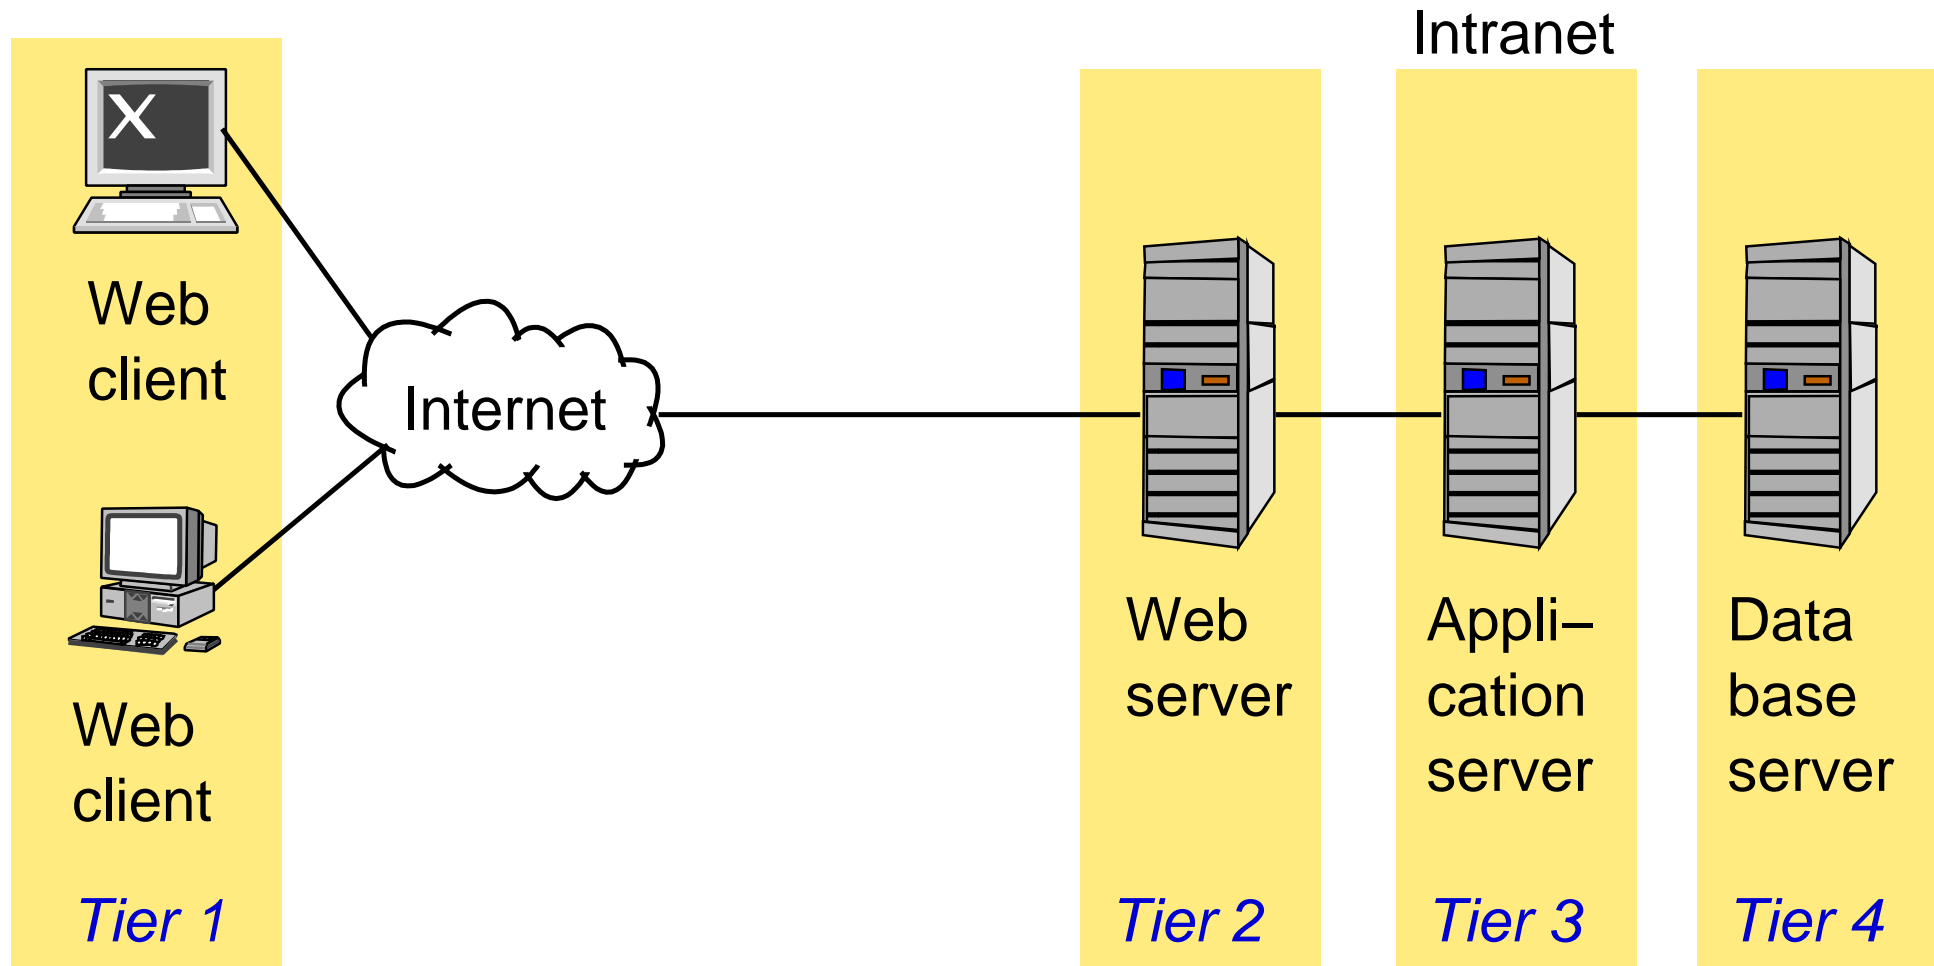 Intranet
X
Web
client
Internet
Web
client
Web
server
Appli–
cation
server
Data
base
server
Tier 1
Tier 2
Tier 3
Tier 4